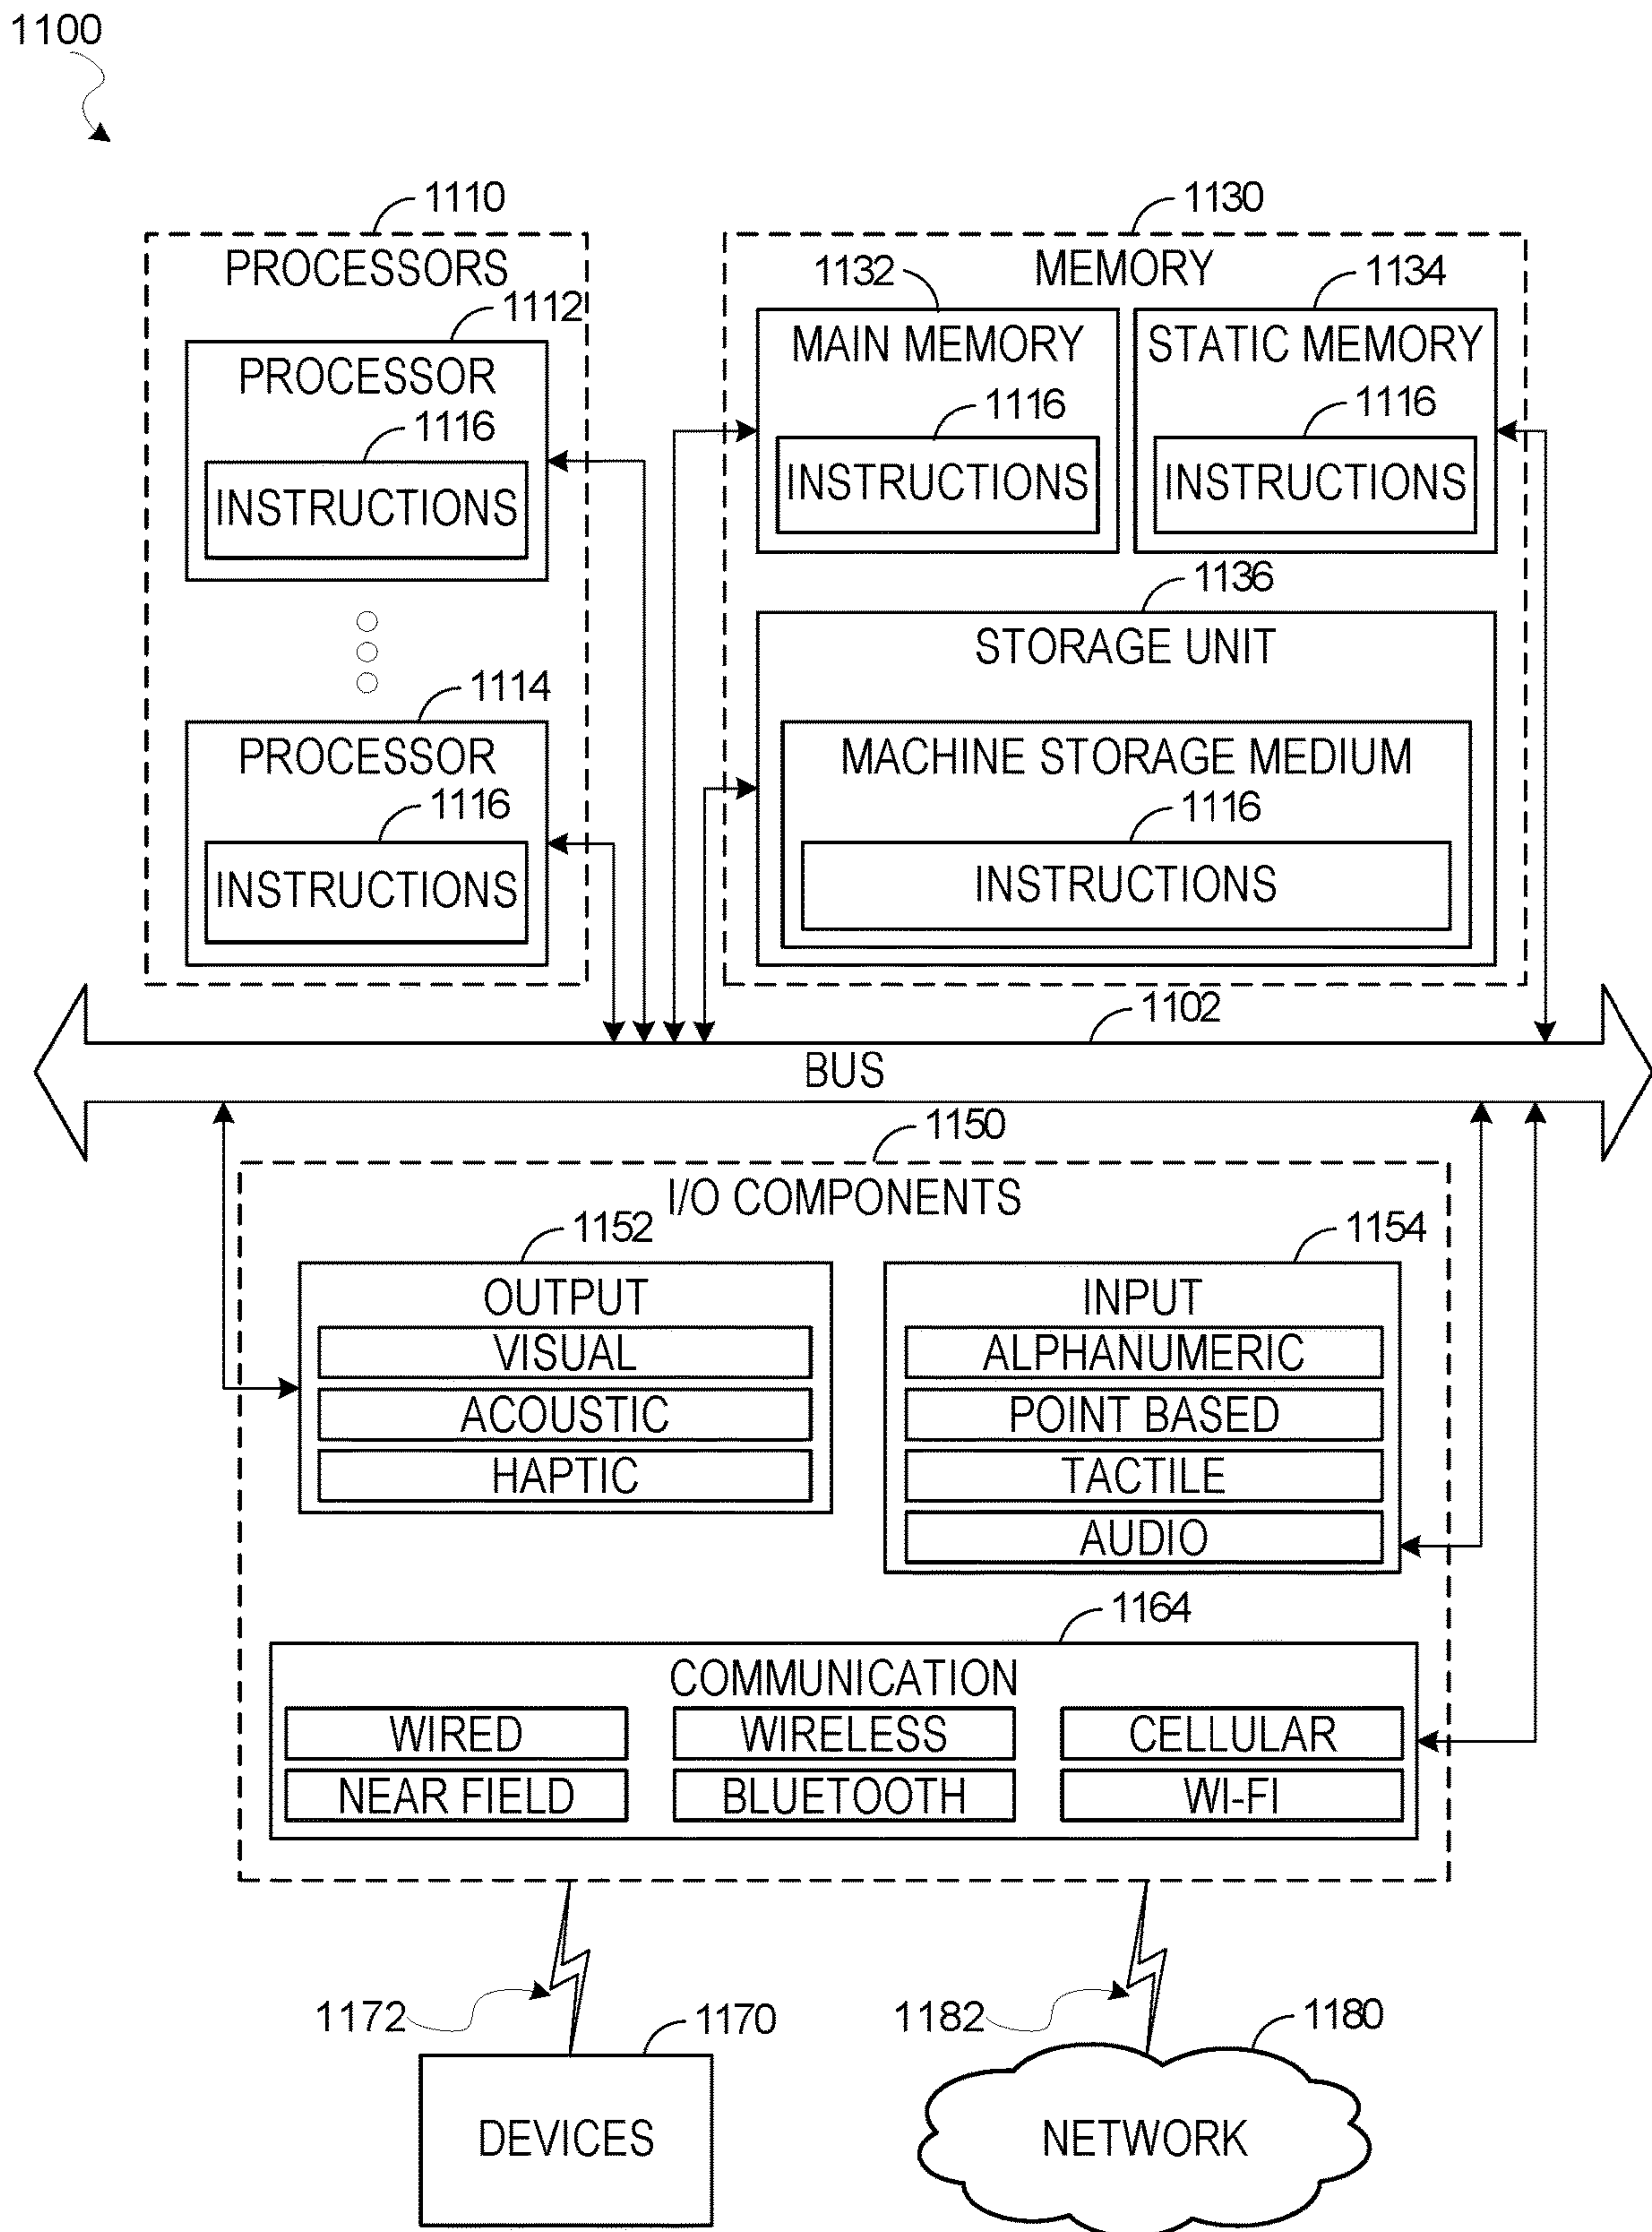 1100
1110
1130
PROCESSORS
MEMORY
1112
1132
1134
PROCESSOR
MAIN MEMORY
STATIC MEMORY
1116
1116
1116
INSTRUCTIONS
INSTRUCTIONS
INSTRUCTIONS
1136
STORAGE UNIT
1114
PROCESSOR
MACHINE STORAGE MEDIUM
1116
1116
INSTRUCTIONS
INSTRUCTIONS
1102
BUS
1150
I/O COMPONENTS
1152
1154
OUTPUT
VISUAL
ACOUSTIC
HAPTIC
INPUT
ALPHANUMERIC
POINT BASED
TACTILE
AUDIO
1164
COMMUNICATION
WIRED
WIRELESS
CELLULAR
NEAR FIELD
BLUETOOTH
WI-FI
1172
1170
1182
1180
DEVICES
NETWORK